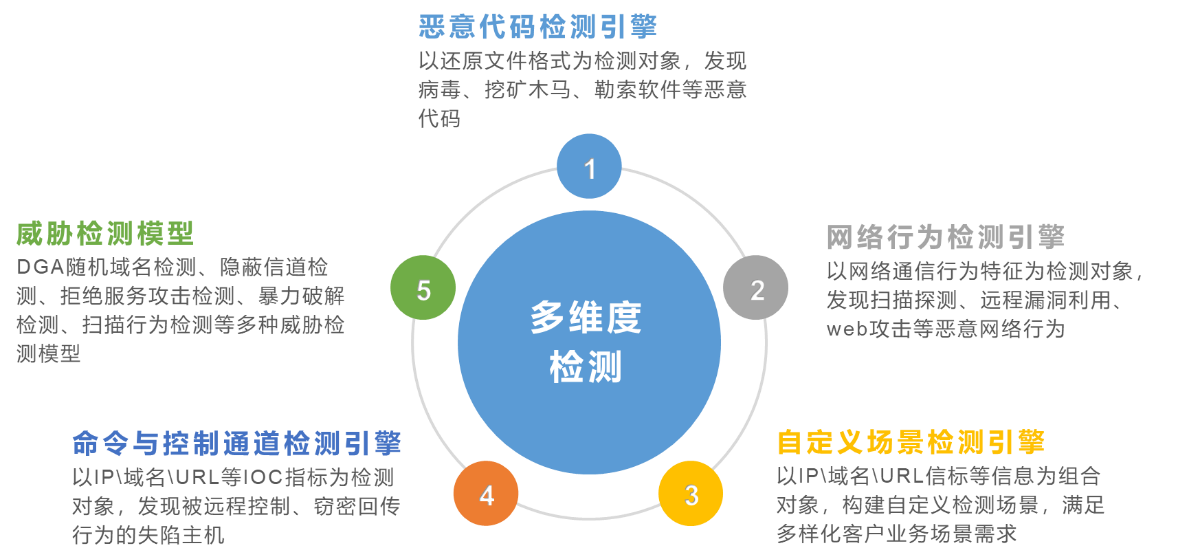 恶意代码检测引擎
以还原文件格式为检测对象，发现
病毒、挖矿木马、勒索软件等恶意
代码
1
网络行为检测引擎
以网络通信行为特征为检测对象，
发现扫描探测、远程漏洞利用、
web攻击等恶意网络行为
2
自定义场景检测引擎
以IP\域名\URL信标等信息为组合
对象，构建自定义检测场景，满足
多样化客户业务场景需求
3
命令与控制通道检测引擎
以IP\域名\URL等IOC指标为检测
对象，发现被远程控制、窃密回传
行为的失陷主机
4
威胁检测模型
DGA随机域名检测、隐蔽信道检
测、拒绝服务攻击检测、暴力破解
检测、扫描行为检测等多种威胁检
测模型
5
多维度
检测